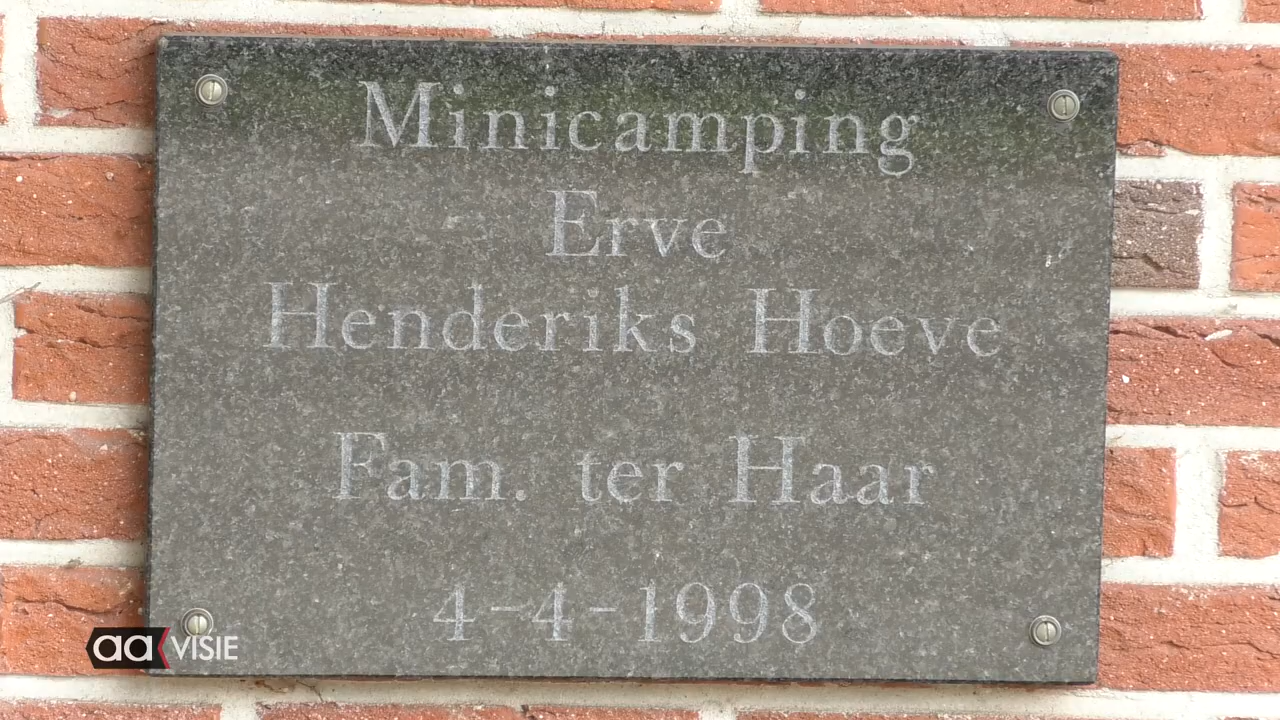 Minicamping
Erve
Henderiks Hoeve
Fam. ter Haar
4-4-1998
aa VISIE